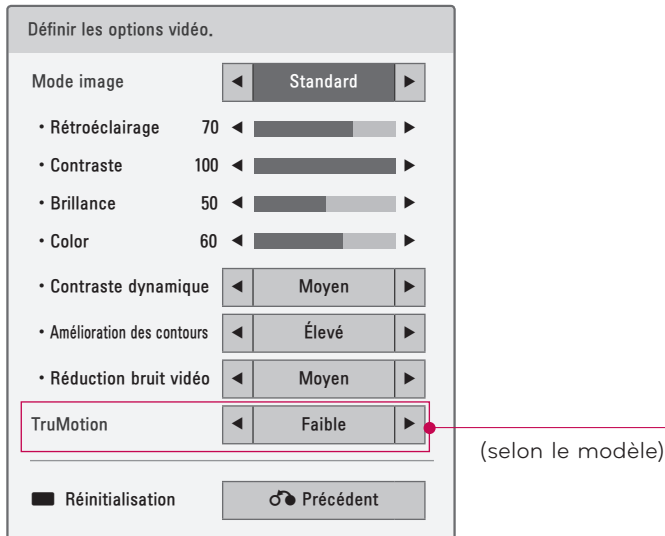 Définir les options vidéo.
Mode image ◄ Standard ►
• Rétroéclairage 70 ◄ ►
• Contraste 100 ◄ ►
• Brillance 50 ◄ ►
• Color 60 ◄ ►
• Contraste dynamique ◄ Moyen ►
• Amélioration des contours ◄ Élevé ►
• Réduction bruit vidéo ◄ Moyen ►
TruMotion ◄ Faible ►
(selon le modèle)
Réinitialisation Précédent